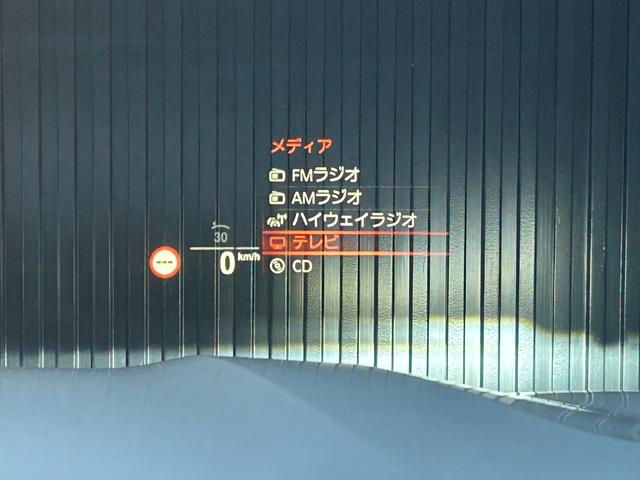 メディア
FMラジオ
AMラジオ
ハイウェイラジオ
テレビ
CD
30
0 km/h
---